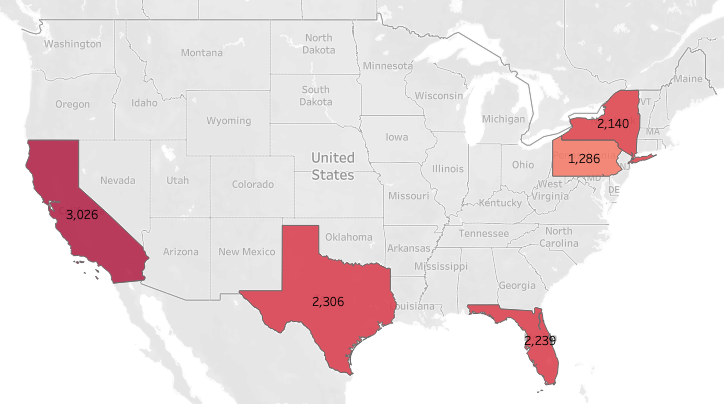 Washington
Montana
North
Dakota
Minnesota
Maine
Oregon
Idaho
South
Dakota
Wisconsin
Michigan
VT
2,140
MA
Wyoming
Iowa
1,286
Nevada
Utah
Colorado
United
States
Illinois
Ohio
MD
DE
West
Virginia
Missouri
Kentucky
3,026
Arizona
New Mexico
Oklahoma
Arkansas
Tennessee
North
Carolina
Mississippi
Georgia
2,306
Louisiana
2,239